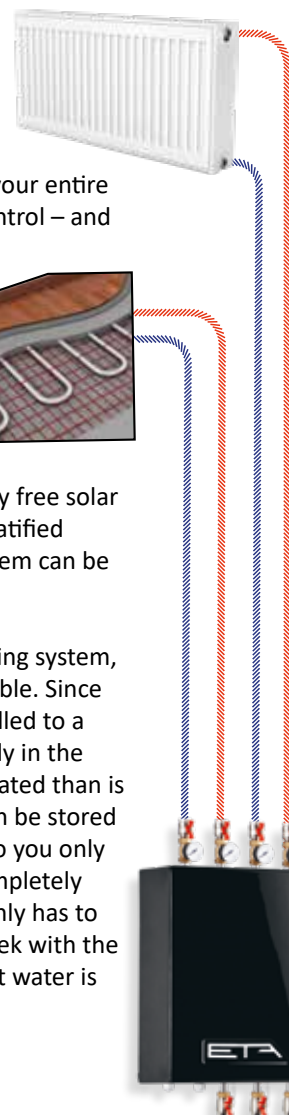 your entire
ntrol – and
y free solar
atified
em can be
ing system,
ble. Since
lled to a
ly in the
ated than is
n be stored
o you only
mpletely
nly has to
ek with the
t water is
ETA